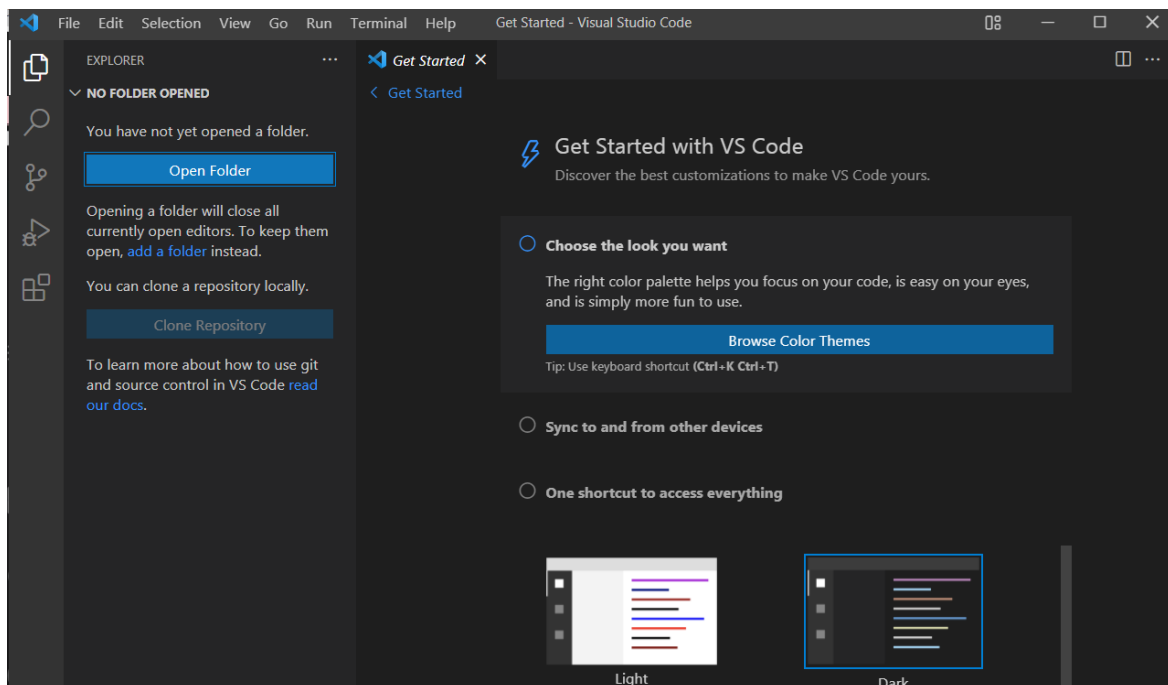 File Edit Selection View Go Run Terminal Help Get Started - Visual Studio Code
EXPLORER
NO FOLDER OPENED
You have not yet opened a folder.
Open Folder
Opening a folder will close all
currently open editors. To keep them
open, add a folder instead.
You can clone a repository locally.
Clone Repository
To learn more about how to use git
and source control in VS Code read
our docs.
Get Started
Get Started
Get Started with VS Code
Discover the best customizations to make VS Code yours.
Choose the look you want
The right color palette helps you focus on your code, is easy on your eyes,
and is simply more fun to use.
Browse Color Themes
Tip: Use keyboard shortcut (Ctrl+K Ctrl+T)
Sync to and from other devices
One shortcut to access everything
Light
Dark